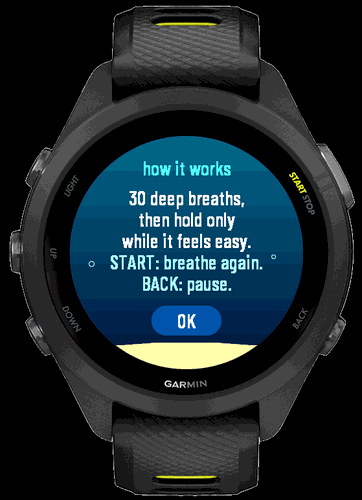 how it works
30 deep breaths,
then hold only
while it feels easy.
START: breathe again.
BACK: pause.
OK
LIGHT
UP
DOWN
START STOP
BACK
GARMIN